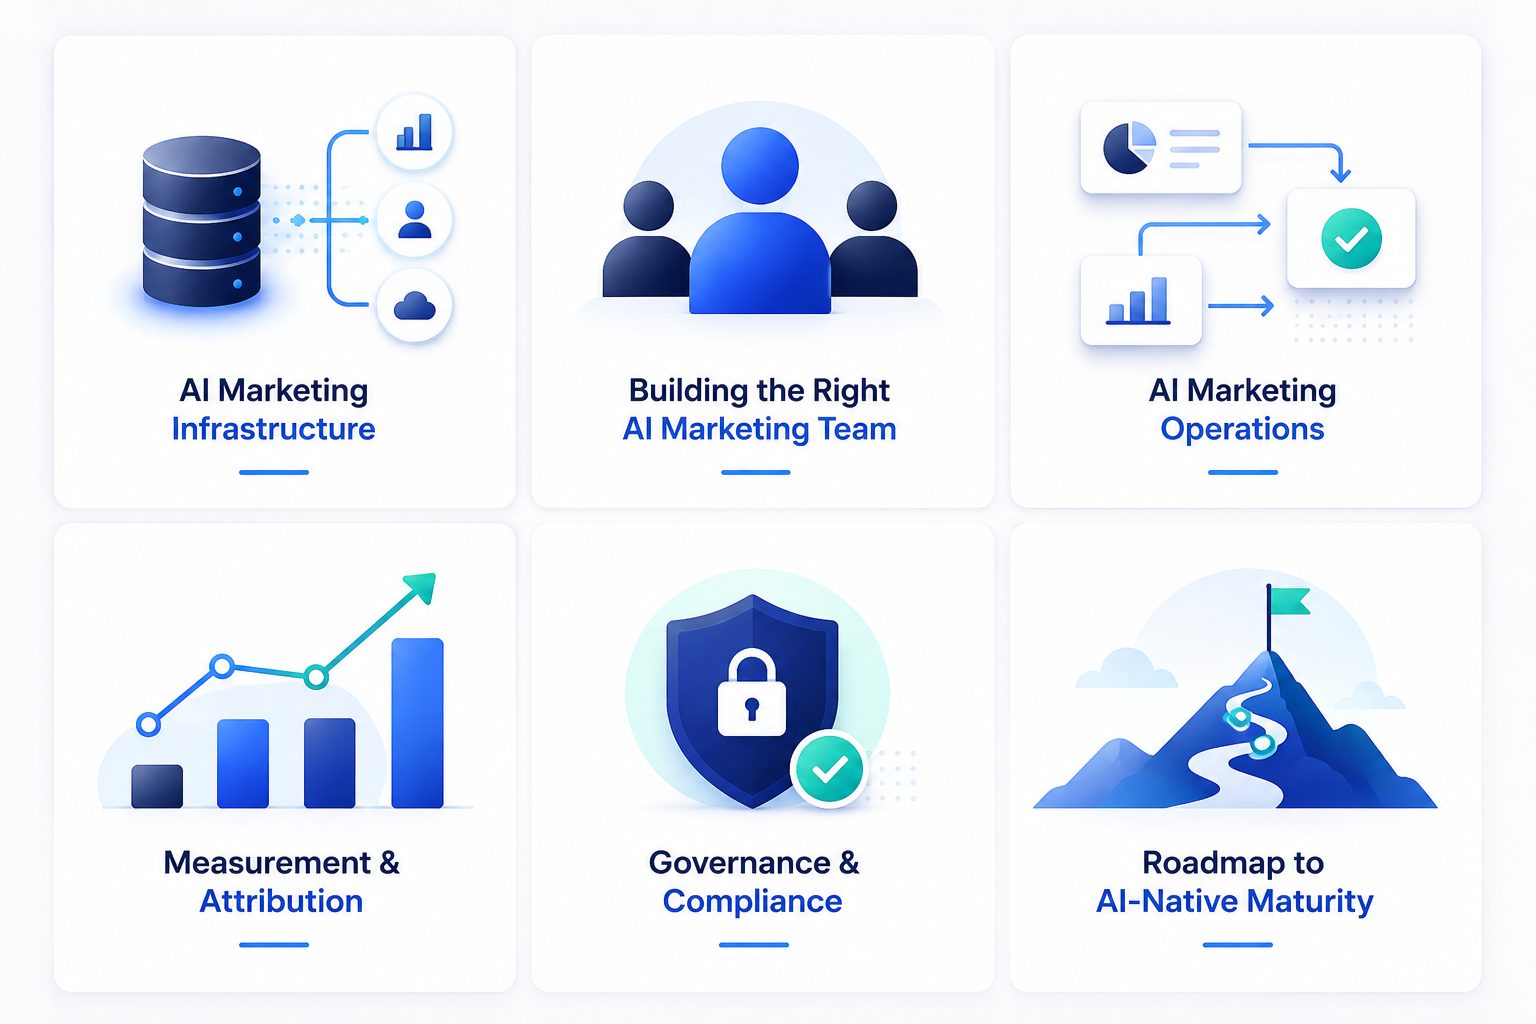 AI Marketing
Infrastructure
Building the Right
AI Marketing Team
AI Marketing
Operations
Measurement &
Attribution
Governance &
Compliance
Roadmap to
AI-Native Maturity